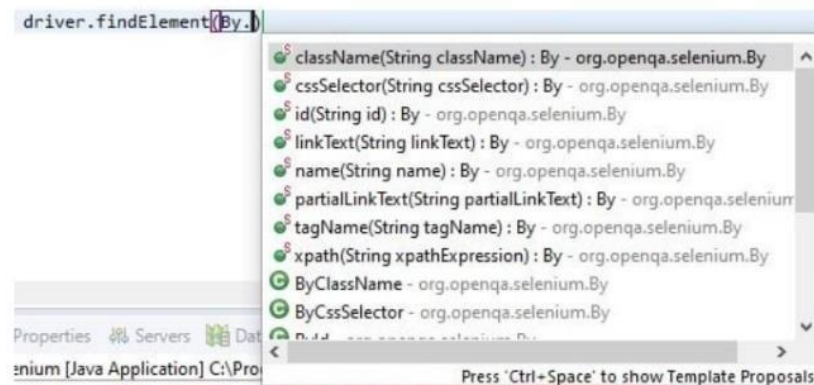 driver.findElement(By.)
className(String className) : By - org.openqa.selenium.By
cssSelector(String cssSelector) : By - org.openqa.selenium.By
id(String id) : By - org.openqa.selenium.By
linkText(String linkText) : By - org.openqa.selenium.By
name(String name) : By - org.openqa.selenium.By
partialLinkText(String partialLinkText) : By - org.openqa.selenium
tagName(String tagName) : By - org.openqa.selenium.By
xpath(String xpathExpression) : By - org.openqa.selenium.By
ByClassName - org.openqa.selenium.By
ByCssSelector - org.openqa.selenium.By
Properties Servers Dat
enium [Java Application] C:\Pro
Press 'Ctrl+Space' to show Template Proposals